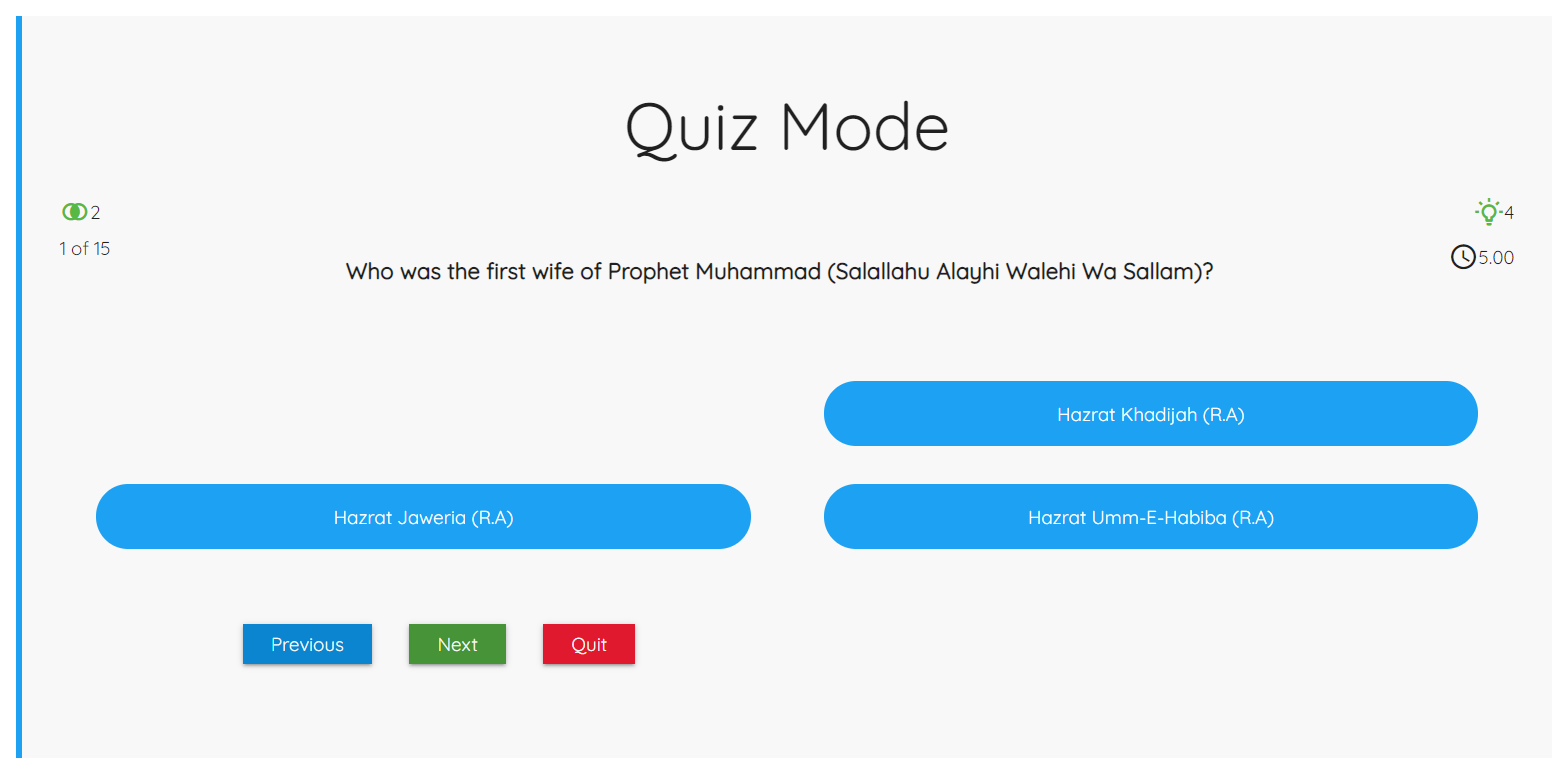 Quiz Mode
2
4
1 of 15
5.00
Who was the first wife of Prophet Muhammad (Salallahu Alayhi Walehi Wa Sallam)?
Hazrat Khadijah (R.A)
Hazrat Jaweria (R.A)
Hazrat Umm-E-Habiba (R.A)
Previous
Next
Quit